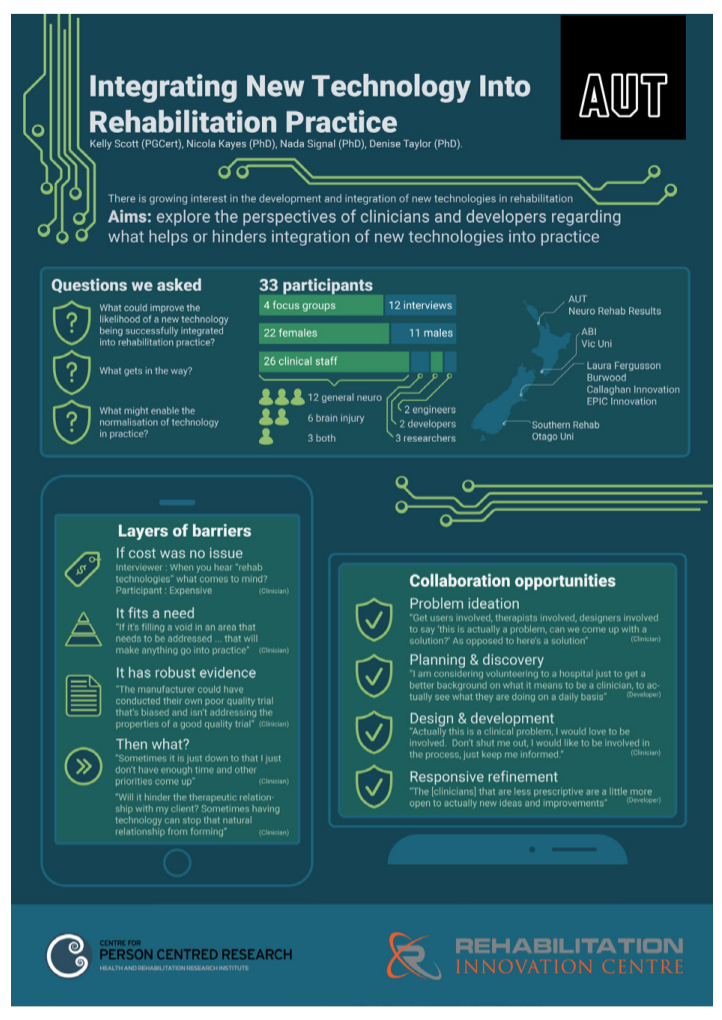 AUT
Integrating New Technology Into
Rehabilitation Practice
Kelly Scott (PGCert), Nicola Kayes (PhD), Nada Signal (PhD), Denise Taylor (PhD).
There is growing interest in the development and integration of new technologies in rehabilitation
Aims: explore the perspectives of clinicians and developers regarding
what helps or hinders integration of new technologies into practice
Questions we asked
?
What could improve the
likelihood of a new technology
being successfully integrated
into rehabilitation practice?
?
What gets in the way?
?
What might enable the
normalisation of technology
in practice?
33 participants
4 focus groups
12 interviews
22 females
11 males
26 clinical staff
12 general neuro
6 brain injury
3 both
2 engineers
2 developers
3 researchers
AUT
Neuro Rehab Results
ABI
Vic Uni
Laura Fergusson
Burwood
Callaghan Innovation
EPIC Innovation
Southern Rehab
Otago Uni
Layers of barriers
If cost was no issue
Interviewer : When you hear "rehab
technologies" what comes to mind?
Participant : Expensive (Clinician)
It fits a need
"If it's filling a void in an area that
needs to be addressed ... that will
make anything go into practice" (Clinician)
It has robust evidence
"The manufacturer could have
conducted their own poor quality trial
that's biased and isn't addressing the
properties of a good quality trial" (Clinician)
Then what?
"Sometimes it is just down to that I just
don't have enough time and other
priorities come up" (Clinician)
"Will it hinder the therapeutic relation-
ship with my client? Sometimes having
technology can stop that natural
relationship from forming" (Clinician)
Collaboration opportunities
Problem ideation
"Get users involved, therapists involved, designers involved
to say 'this is actually a problem, can we come up with a
solution?' As opposed to here's a solution" (Clinician)
Planning & discovery
"I am considering volunteering to a hospital just to get a
better background on what it means to be a clinician, to ac-
tually see what they are doing on a daily basis" (Developer)
Design & development
"Actually this is a clinical problem, I would love to be
involved. Don't shut me out, I would like to be involved in
the process, just keep me informed." (Clinician)
Responsive refinement
"The [clinicians] that are less prescriptive are a little more
open to actually new ideas and improvements" (Developer)
CENTRE FOR
PERSON CENTRED RESEARCH
HEALTH AND REHABILITATION RESEARCH INSTITUTE
REHABILITATION
INNOVATION CENTRE